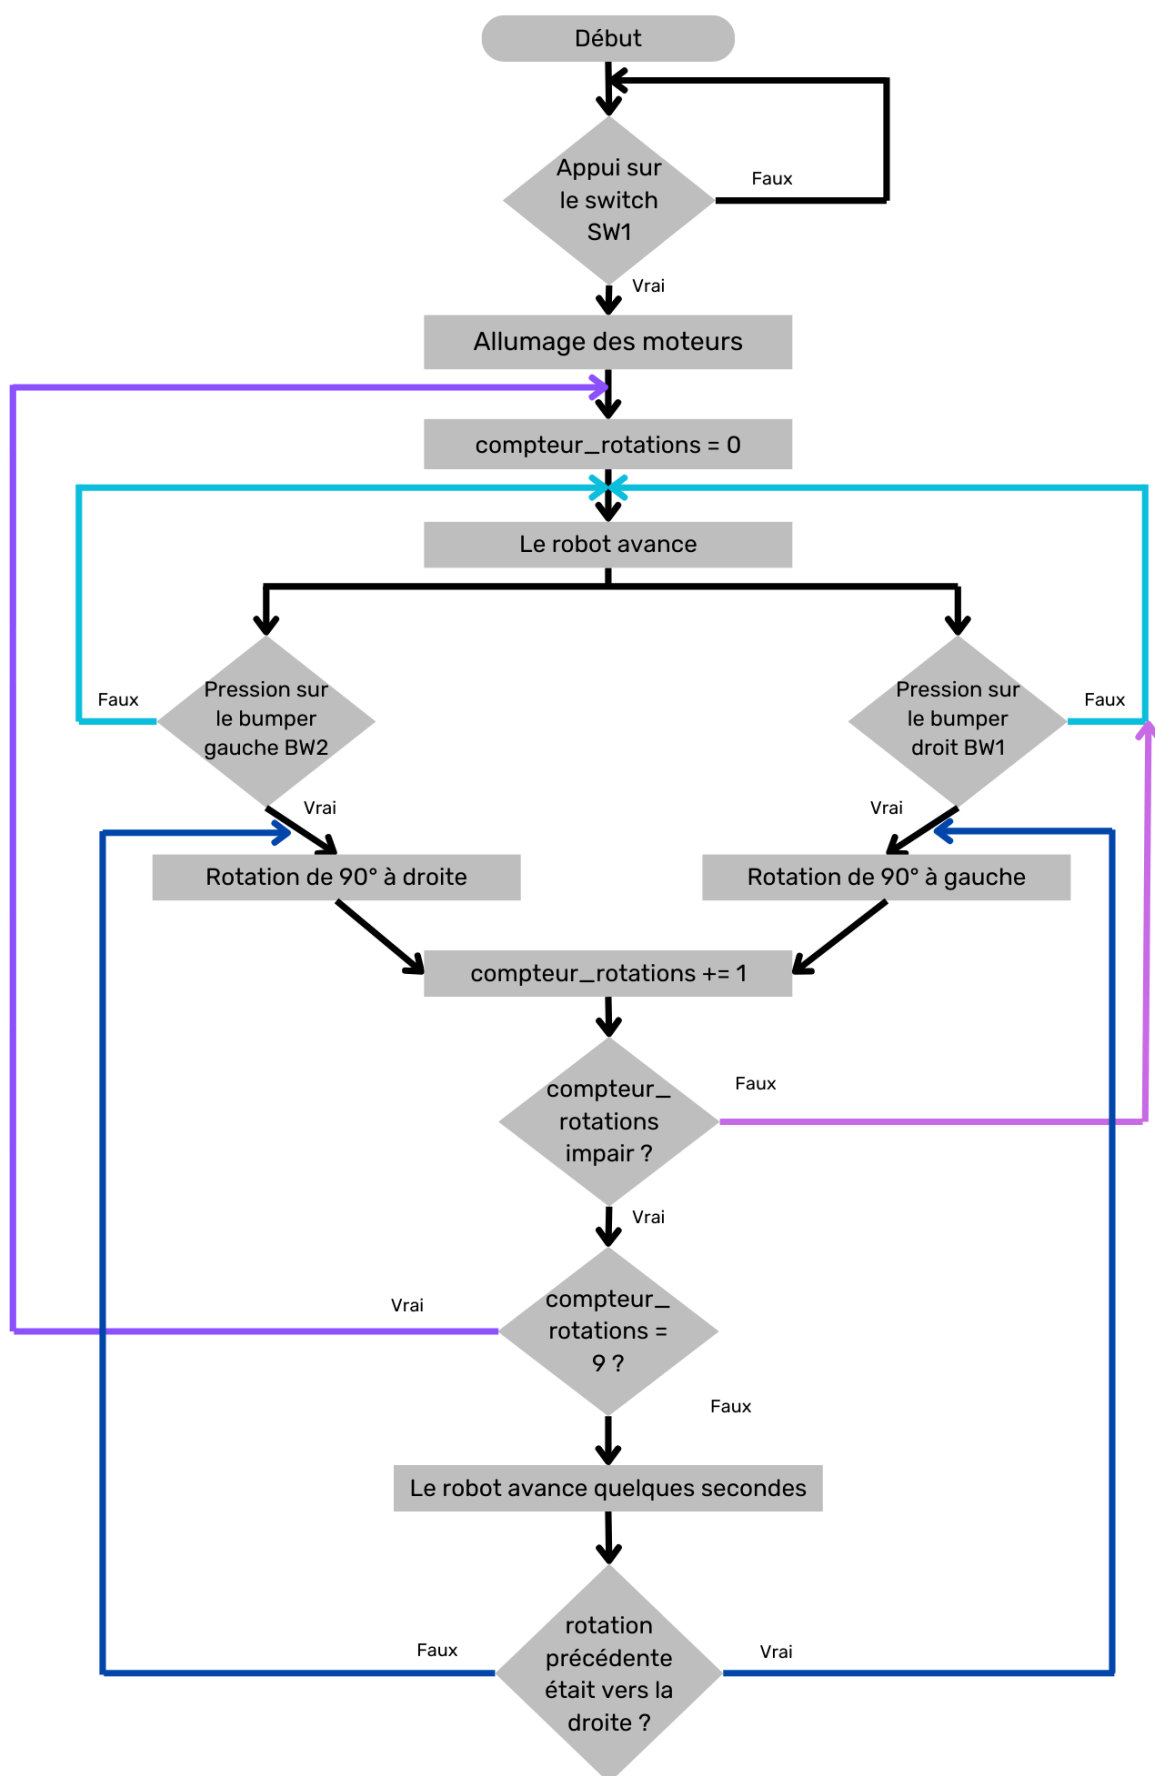 Début
Appui sur
le switch
SW1
Faux
Vrai
Allumage des moteurs
compteur_rotations = 0
Le robot avance
Faux
Pression sur
le bumper
gauche BW2
Pression sur
le bumper
droit BW1
Faux
Vrai
Vrai
Rotation de 90° à droite
Rotation de 90° à gauche
compteur_rotations += 1
compteur_
rotations
impair ?
Faux
Vrai
compteur_
rotations =
9 ?
Vrai
Faux
Le robot avance quelques secondes
rotation
précédente
était vers la
droite ?
Faux
Vrai